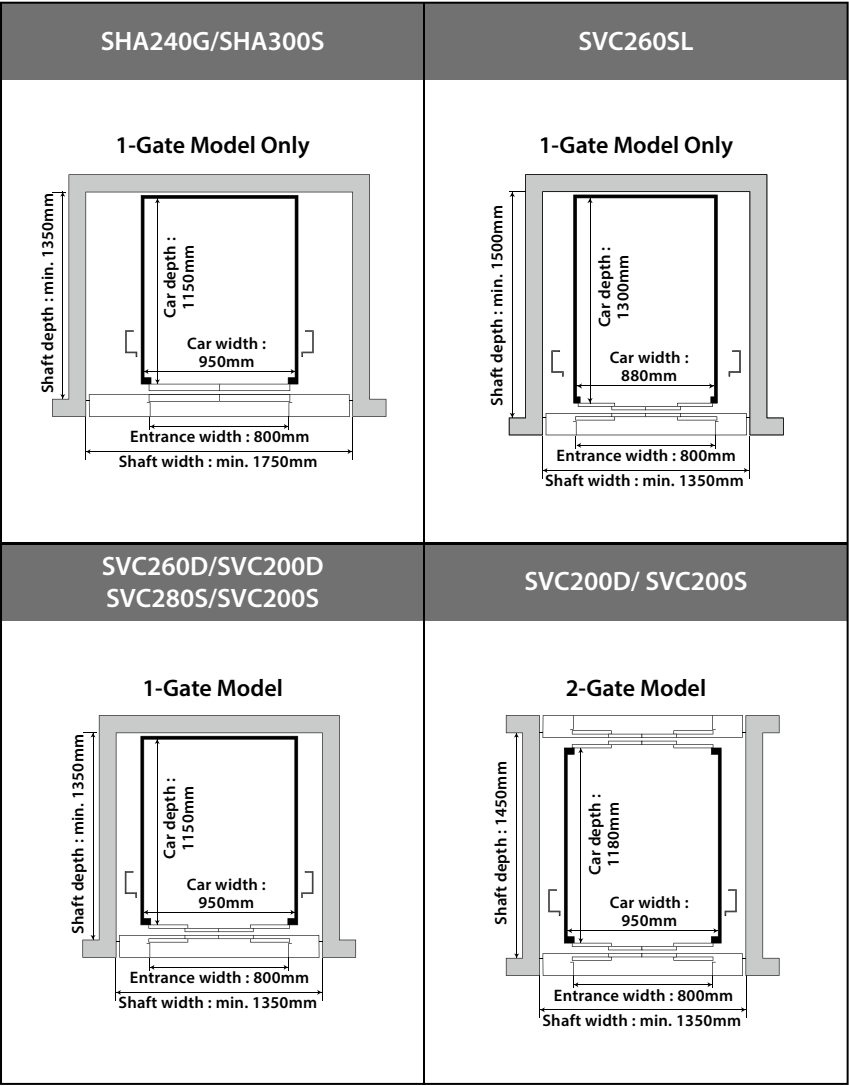 SHA240G/SHA300S
1-Gate Model Only
Shaft depth : min. 1350mm
Car depth :
1150mm
Car width :
950mm
Entrance width : 800mm
Shaft width : min. 1750mm
SVC260SL
1-Gate Model Only
Shaft depth : min. 1500mm
Car depth :
1300mm
Car width :
880mm
Entrance width : 800mm
Shaft width : min. 1350mm
SVC260D/SVC200D
SVC280S/SVC200S
1-Gate Model
Shaft depth : min. 1350mm
Car depth :
1150mm
Car width :
950mm
Entrance width : 800mm
Shaft width : min. 1350mm
SVC200D/ SVC200S
2-Gate Model
Shaft depth : 1450mm
Car depth :
1180mm
Car width :
950mm
Entrance width : 800mm
Shaft width : min. 1350mm